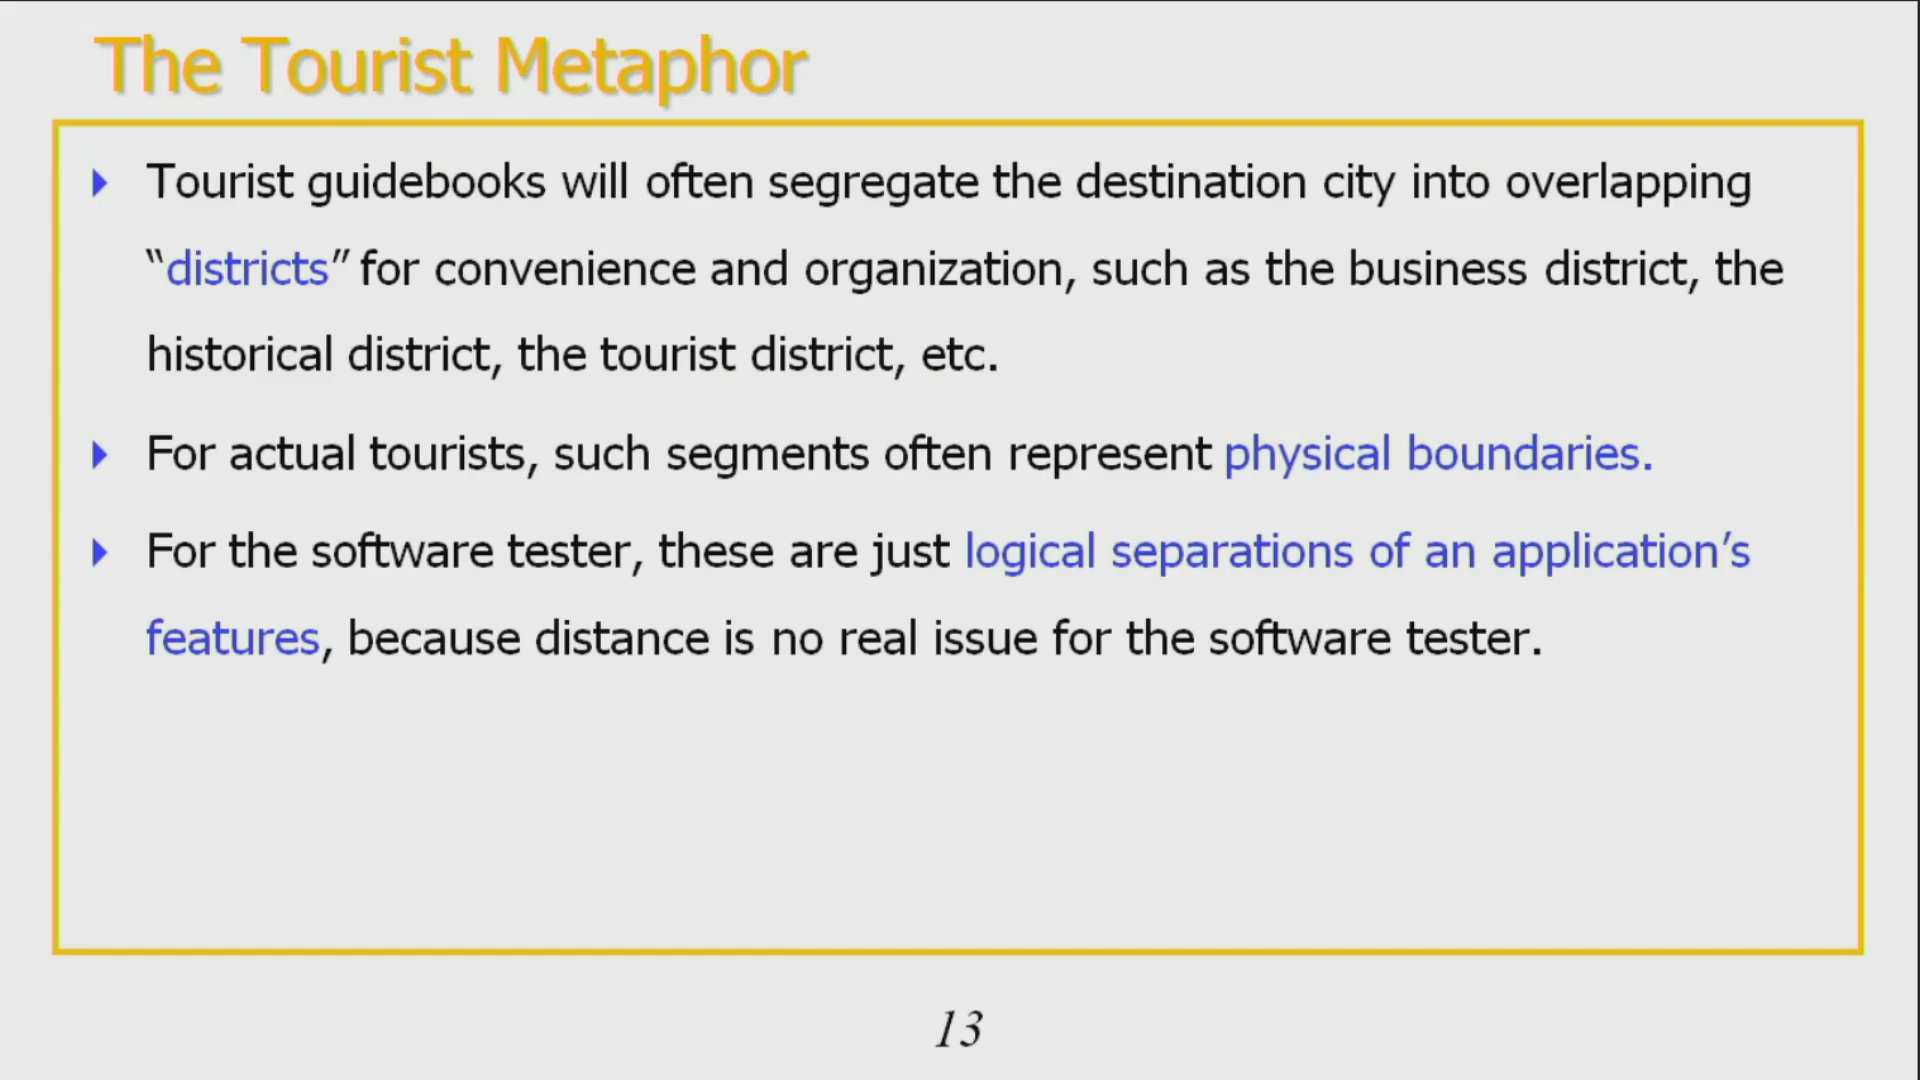 The Tourist Metaphor
Tourist guidebooks will often segregate the destination city into overlapping
“districts” for convenience and organization, such as the business district, the
historical district, the tourist district, etc.
For actual tourists, such segments often represent physical boundaries.
For the software tester, these are just logical separations of an application’s
features, because distance is no real issue for the software tester.
13